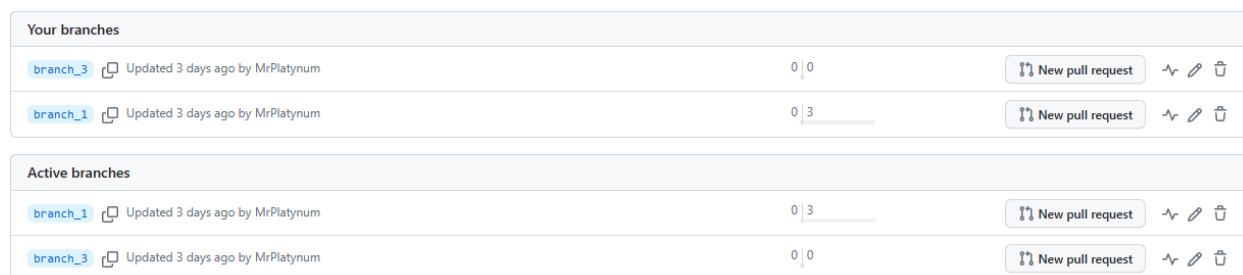 Your branches
branch_3 Updated 3 days ago by MrPlatynum 0 0 New pull request
branch_1 Updated 3 days ago by MrPlatynum 0 3 New pull request
Active branches
branch_1 Updated 3 days ago by MrPlatynum 0 3 New pull request
branch_3 Updated 3 days ago by MrPlatynum 0 0 New pull request